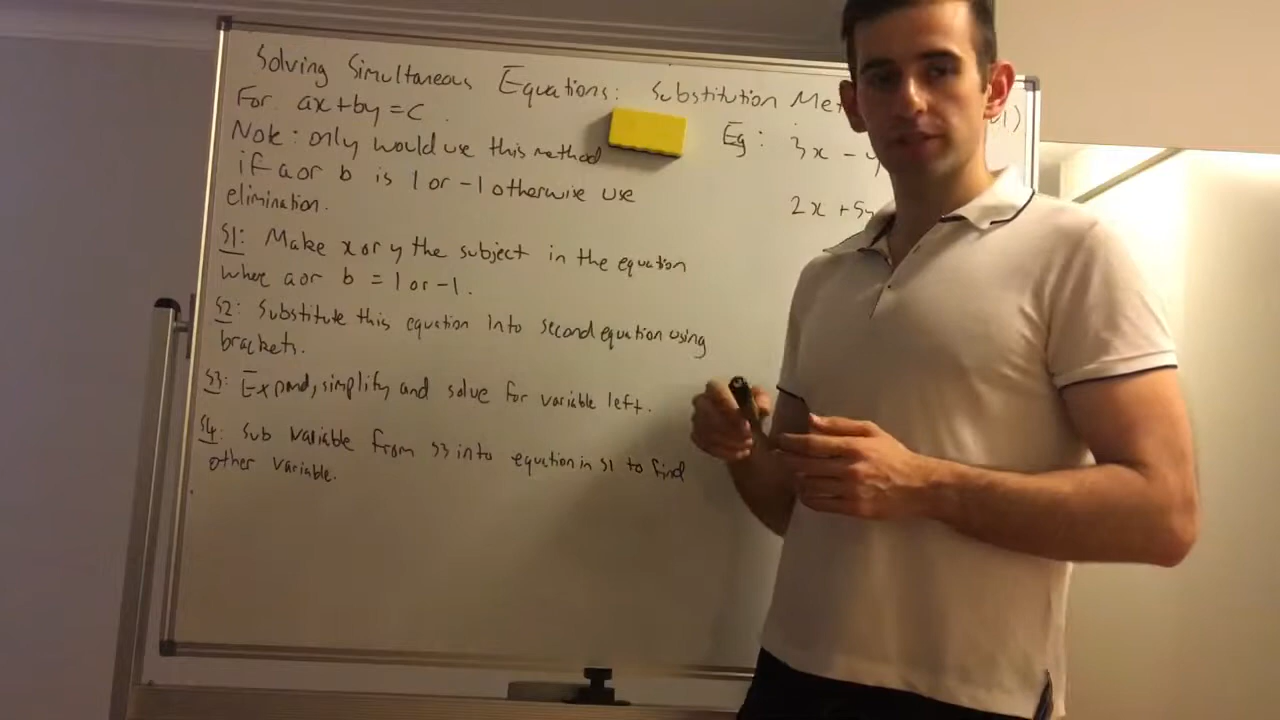 Solving Simultaneous Equations: Substitution Met
For ax+by=c.
Note: only would use this method
if a or b is 1 or -1 otherwise use
elimination.
S1: Make x or y the subject in the equation
where a or b = 1 or -1.
S2: Substitute this equation into second equation using
brackets.
S3: Expand, simplify and solve for variable left.
S4: Sub variable from S3 into equation in S1 to find
other variable.
Eg: 3x - y
2x + 5y